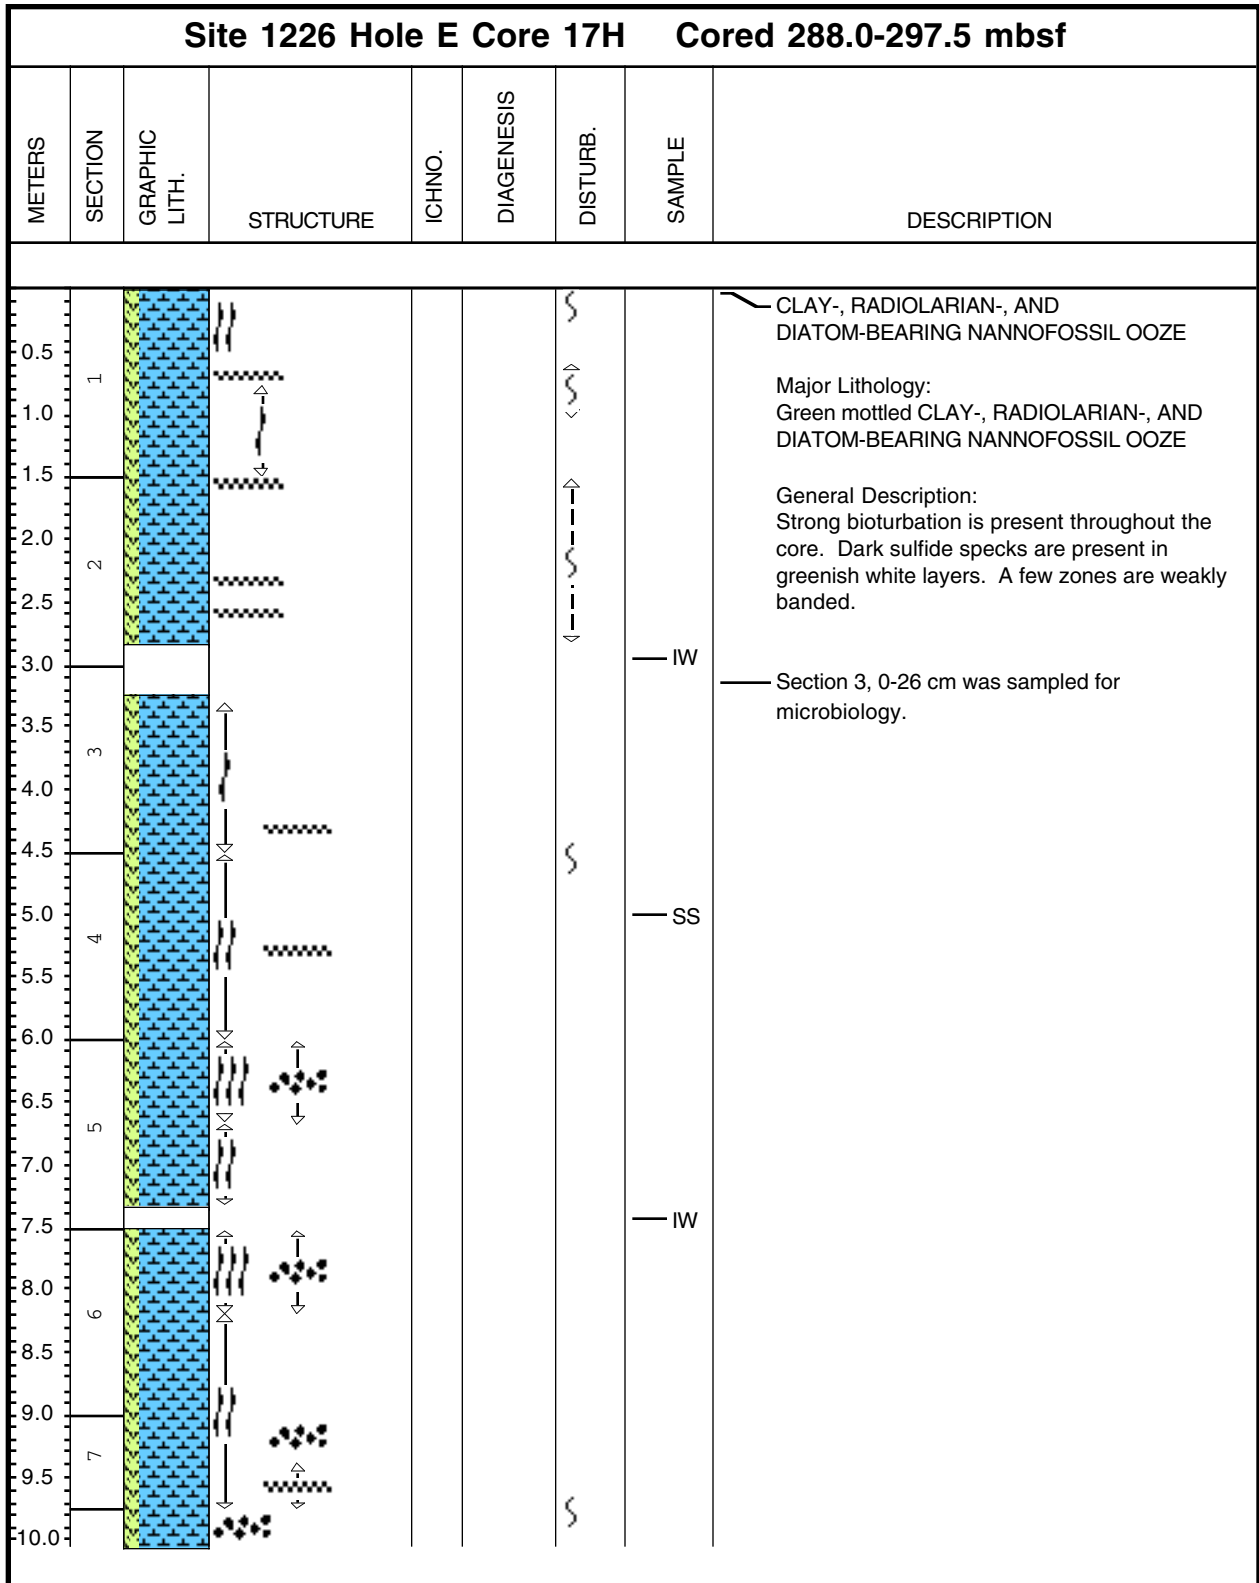 Site 1226 Hole E Core 17H Cored 288.0-297.5 mbsf
METERS
SECTION
GRAPHIC
LITH.
STRUCTURE
ICHNO.
DIAGENESIS
DISTURB.
SAMPLE
DESCRIPTION
0.5
1.0
1.5
2.0
2.5
3.0
3.5
4.0
4.5
5.0
5.5
6.0
6.5
7.0
7.5
8.0
8.5
9.0
9.5
10.0
1
2
3
4
5
6
7
IW
SS
IW
CLAY-, RADIOLARIAN-, AND
DIATOM-BEARING NANNOFOSSIL OOZE
Major Lithology:
Green mottled CLAY-, RADIOLARIAN-, AND
DIATOM-BEARING NANNOFOSSIL OOZE
General Description:
Strong bioturbation is present throughout the
core. Dark sulfide specks are present in
greenish white layers. A few zones are weakly
banded.
Section 3, 0-26 cm was sampled for
microbiology.